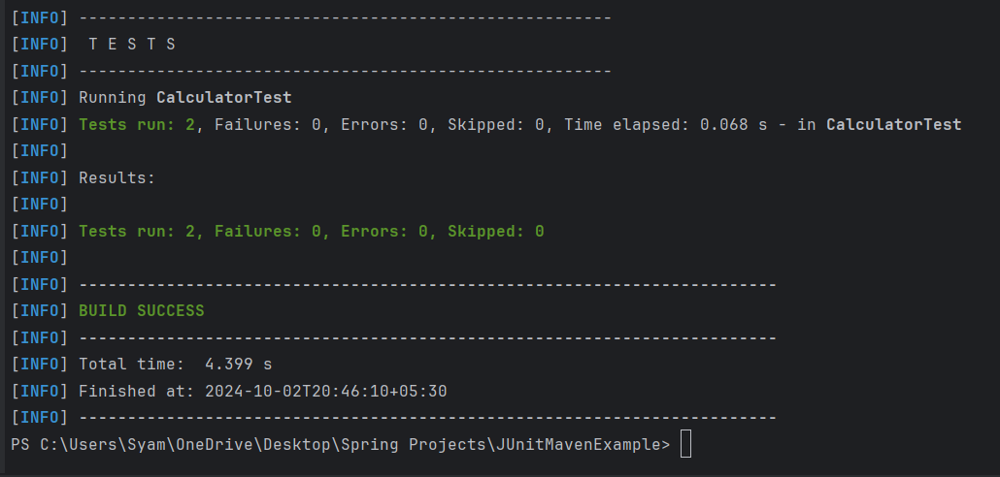 [INFO] -------------------------------------------------------
[INFO]  T E S T S
[INFO] -------------------------------------------------------
[INFO] Running CalculatorTest
[INFO] Tests run: 2, Failures: 0, Errors: 0, Skipped: 0, Time elapsed: 0.068 s - in CalculatorTest
[INFO]
[INFO] Results:
[INFO]
[INFO] Tests run: 2, Failures: 0, Errors: 0, Skipped: 0
[INFO]
[INFO] ------------------------------------------------------------------------
[INFO] BUILD SUCCESS
[INFO] ------------------------------------------------------------------------
[INFO] Total time:  4.399 s
[INFO] Finished at: 2024-10-02T20:46:10+05:30
[INFO] ------------------------------------------------------------------------
PS C:\Users\Syam\OneDrive\Desktop\Spring Projects\JUnitMavenExample>